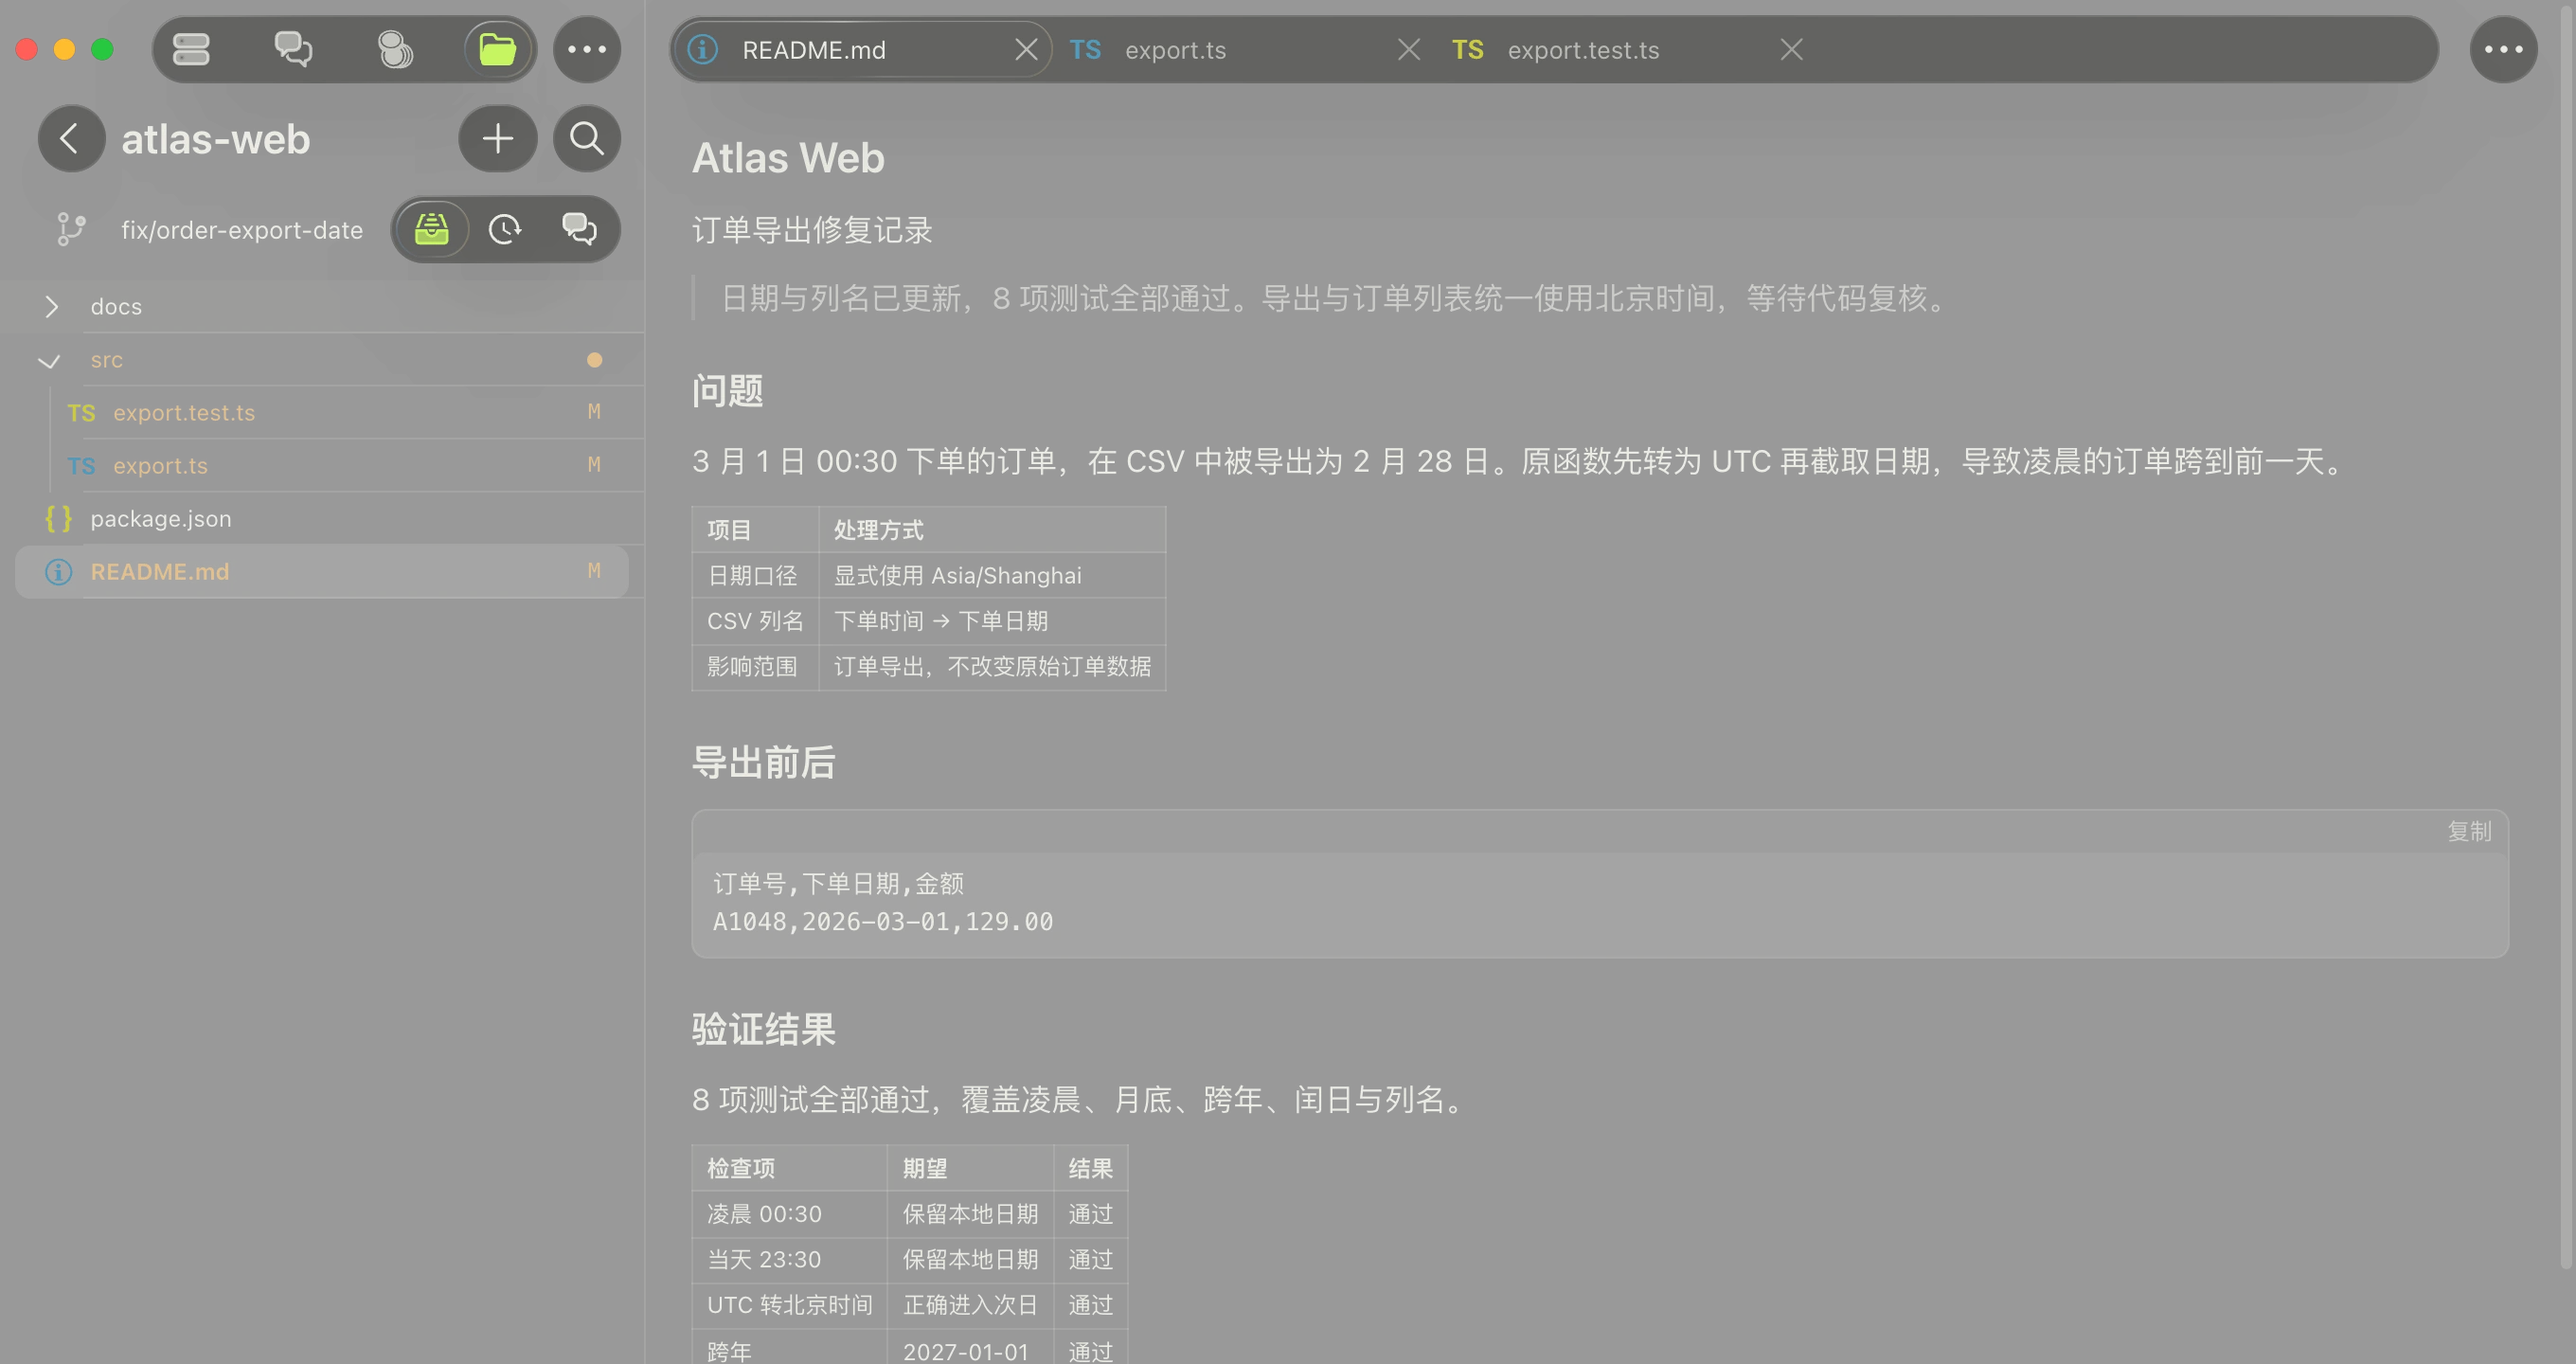 README.md
TS export.ts
TS export.test.ts
atlas-web
fix/order-export-date
docs
src
TS export.test.ts M
TS export.ts M
{ } package.json
README.md M
Atlas Web
订单导出修复记录
日期与列名已更新，8 项测试全部通过。导出与订单列表统一使用北京时间，等待代码复核。
问题
3 月 1 日 00:30 下单的订单，在 CSV 中被导出为 2 月 28 日。原函数先转为 UTC 再截取日期，导致凌晨的订单跨到前一天。
项目 处理方式
日期口径 显式使用 Asia/Shanghai
CSV 列名 下单时间 → 下单日期
影响范围 订单导出，不改变原始订单数据
导出前后
复制
订单号,下单日期,金额
A1048,2026-03-01,129.00
验证结果
8 项测试全部通过，覆盖凌晨、月底、跨年、闰日与列名。
检查项 期望 结果
凌晨 00:30 保留本地日期 通过
当天 23:30 保留本地日期 通过
UTC 转北京时间 正确进入次日 通过
跨年 2027-01-01 通过